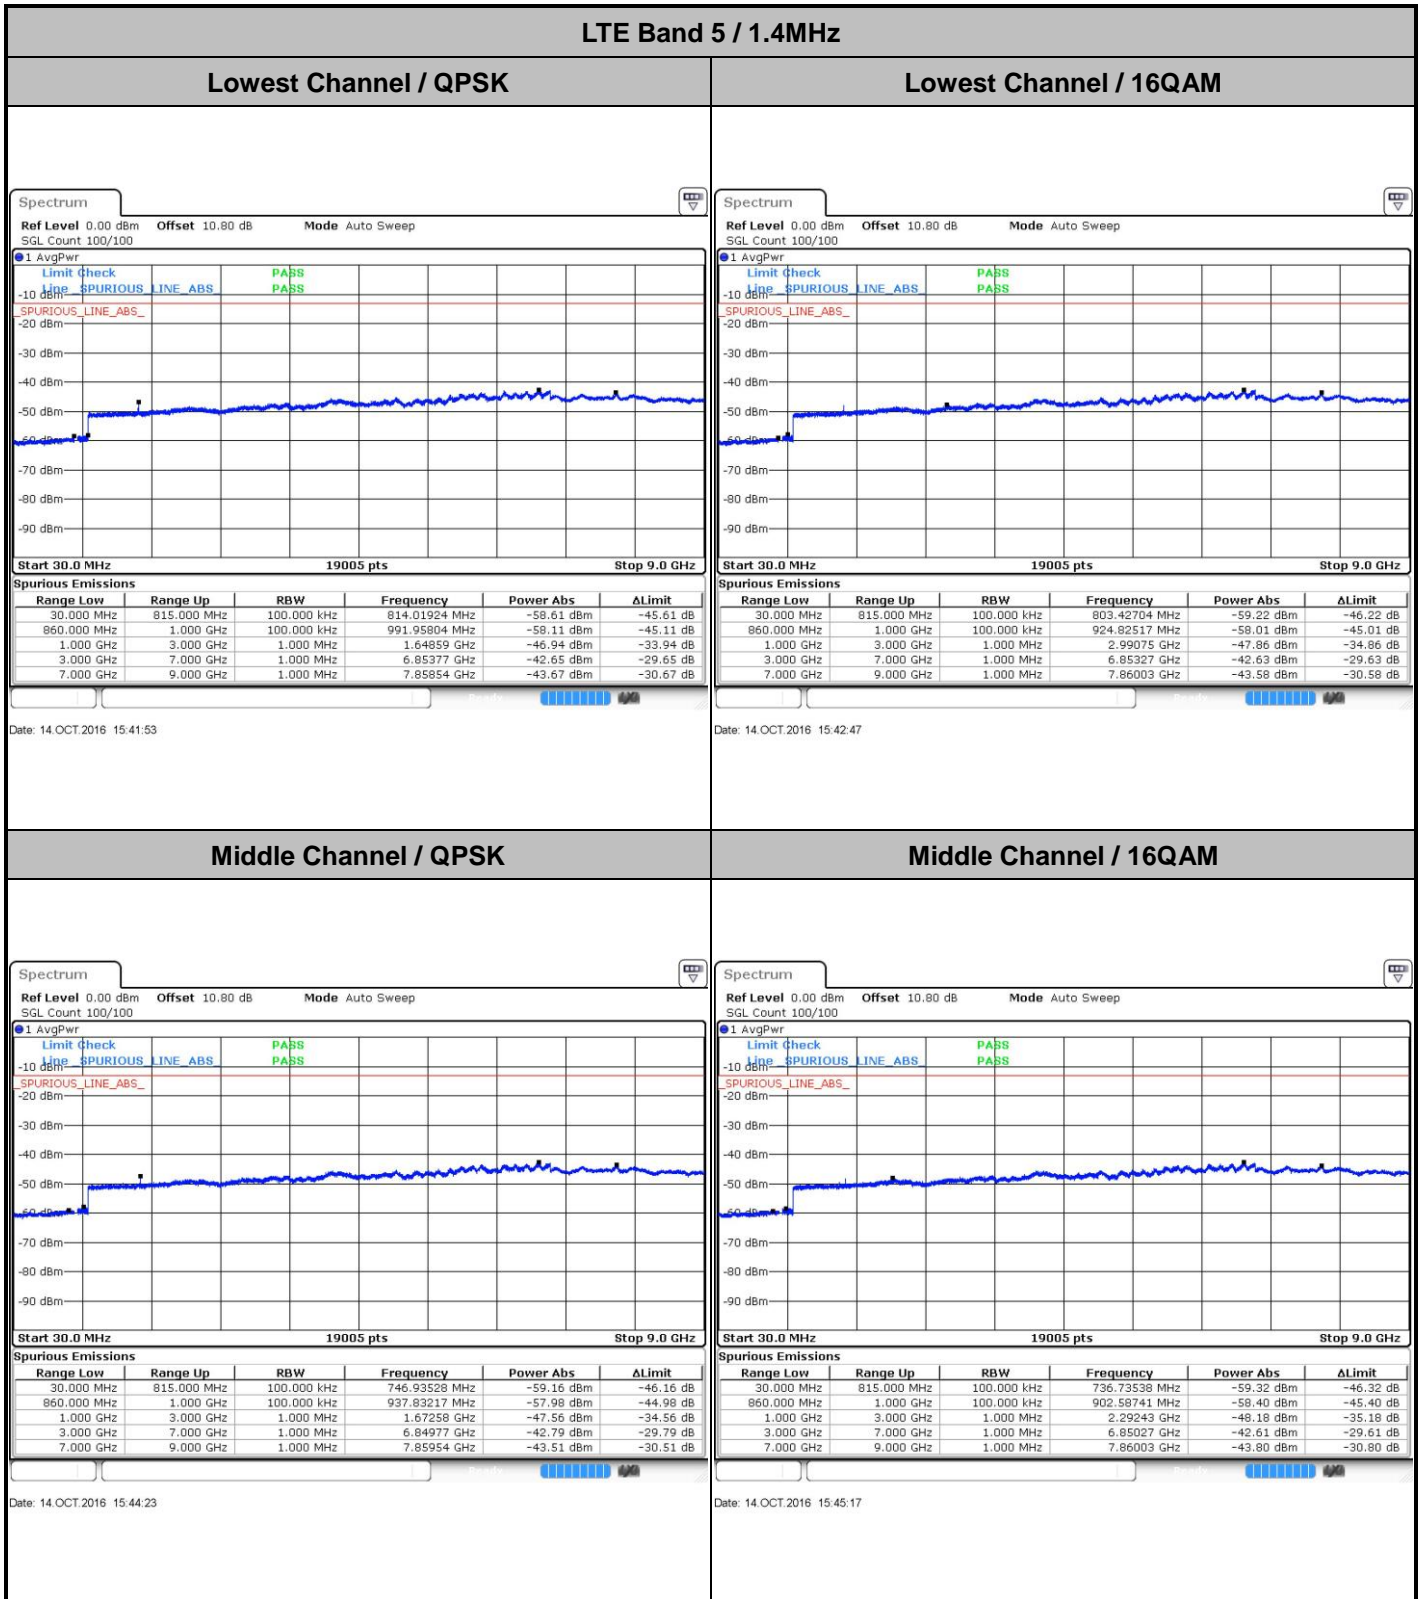 LTE Band 5 / 1.4MHz
Lowest Channel / QPSK
Lowest Channel / 16QAM
Spectrum
Ref Level 0.00 dBm Offset 10.80 dB Mode Auto Sweep
SGL Count 100/100
1 AvgPwr
Limit Check PASS
Line _SPURIOUS_LINE_ABS_ PASS
-10 dBm
_SPURIOUS_LINE_ABS_
-20 dBm
-30 dBm
-40 dBm
-50 dBm
-60 dBm
-70 dBm
-80 dBm
-90 dBm
Start 30.0 MHz 19005 pts Stop 9.0 GHz
Spurious Emissions
Range Low Range Up RBW Frequency Power Abs ΔLimit
30.000 MHz 815.000 MHz 100.000 kHz 814.01924 MHz -58.61 dBm -45.61 dB
860.000 MHz 1.000 GHz 100.000 kHz 991.95804 MHz -58.11 dBm -45.11 dB
1.000 GHz 3.000 GHz 1.000 MHz 1.64859 GHz -46.94 dBm -33.94 dB
3.000 GHz 7.000 GHz 1.000 MHz 6.85377 GHz -42.65 dBm -29.65 dB
7.000 GHz 9.000 GHz 1.000 MHz 7.85854 GHz -43.67 dBm -30.67 dB
Date: 14.OCT.2016 15:41:53
Spectrum
Ref Level 0.00 dBm Offset 10.80 dB Mode Auto Sweep
SGL Count 100/100
1 AvgPwr
Limit Check PASS
Line _SPURIOUS_LINE_ABS_ PASS
-10 dBm
_SPURIOUS_LINE_ABS_
-20 dBm
-30 dBm
-40 dBm
-50 dBm
-60 dBm
-70 dBm
-80 dBm
-90 dBm
Start 30.0 MHz 19005 pts Stop 9.0 GHz
Spurious Emissions
Range Low Range Up RBW Frequency Power Abs ΔLimit
30.000 MHz 815.000 MHz 100.000 kHz 803.42704 MHz -59.22 dBm -46.22 dB
860.000 MHz 1.000 GHz 100.000 kHz 924.82517 MHz -58.01 dBm -45.01 dB
1.000 GHz 3.000 GHz 1.000 MHz 2.99075 GHz -47.86 dBm -34.86 dB
3.000 GHz 7.000 GHz 1.000 MHz 6.85327 GHz -42.63 dBm -29.63 dB
7.000 GHz 9.000 GHz 1.000 MHz 7.86003 GHz -43.58 dBm -30.58 dB
Date: 14.OCT.2016 15:42:47
Middle Channel / QPSK
Middle Channel / 16QAM
Spectrum
Ref Level 0.00 dBm Offset 10.80 dB Mode Auto Sweep
SGL Count 100/100
1 AvgPwr
Limit Check PASS
Line _SPURIOUS_LINE_ABS_ PASS
-10 dBm
_SPURIOUS_LINE_ABS_
-20 dBm
-30 dBm
-40 dBm
-50 dBm
-60 dBm
-70 dBm
-80 dBm
-90 dBm
Start 30.0 MHz 19005 pts Stop 9.0 GHz
Spurious Emissions
Range Low Range Up RBW Frequency Power Abs ΔLimit
30.000 MHz 815.000 MHz 100.000 kHz 746.93528 MHz -59.16 dBm -46.16 dB
860.000 MHz 1.000 GHz 100.000 kHz 937.83217 MHz -57.98 dBm -44.98 dB
1.000 GHz 3.000 GHz 1.000 MHz 1.67258 GHz -47.56 dBm -34.56 dB
3.000 GHz 7.000 GHz 1.000 MHz 6.84977 GHz -42.79 dBm -29.79 dB
7.000 GHz 9.000 GHz 1.000 MHz 7.85954 GHz -43.51 dBm -30.51 dB
Date: 14.OCT.2016 15:44:23
Spectrum
Ref Level 0.00 dBm Offset 10.80 dB Mode Auto Sweep
SGL Count 100/100
1 AvgPwr
Limit Check PASS
Line _SPURIOUS_LINE_ABS_ PASS
-10 dBm
_SPURIOUS_LINE_ABS_
-20 dBm
-30 dBm
-40 dBm
-50 dBm
-60 dBm
-70 dBm
-80 dBm
-90 dBm
Start 30.0 MHz 19005 pts Stop 9.0 GHz
Spurious Emissions
Range Low Range Up RBW Frequency Power Abs ΔLimit
30.000 MHz 815.000 MHz 100.000 kHz 736.73538 MHz -59.32 dBm -46.32 dB
860.000 MHz 1.000 GHz 100.000 kHz 902.58741 MHz -58.40 dBm -45.40 dB
1.000 GHz 3.000 GHz 1.000 MHz 2.29243 GHz -48.18 dBm -35.18 dB
3.000 GHz 7.000 GHz 1.000 MHz 6.85027 GHz -42.61 dBm -29.61 dB
7.000 GHz 9.000 GHz 1.000 MHz 7.86003 GHz -43.80 dBm -30.80 dB
Date: 14.OCT.2016 15:45:17